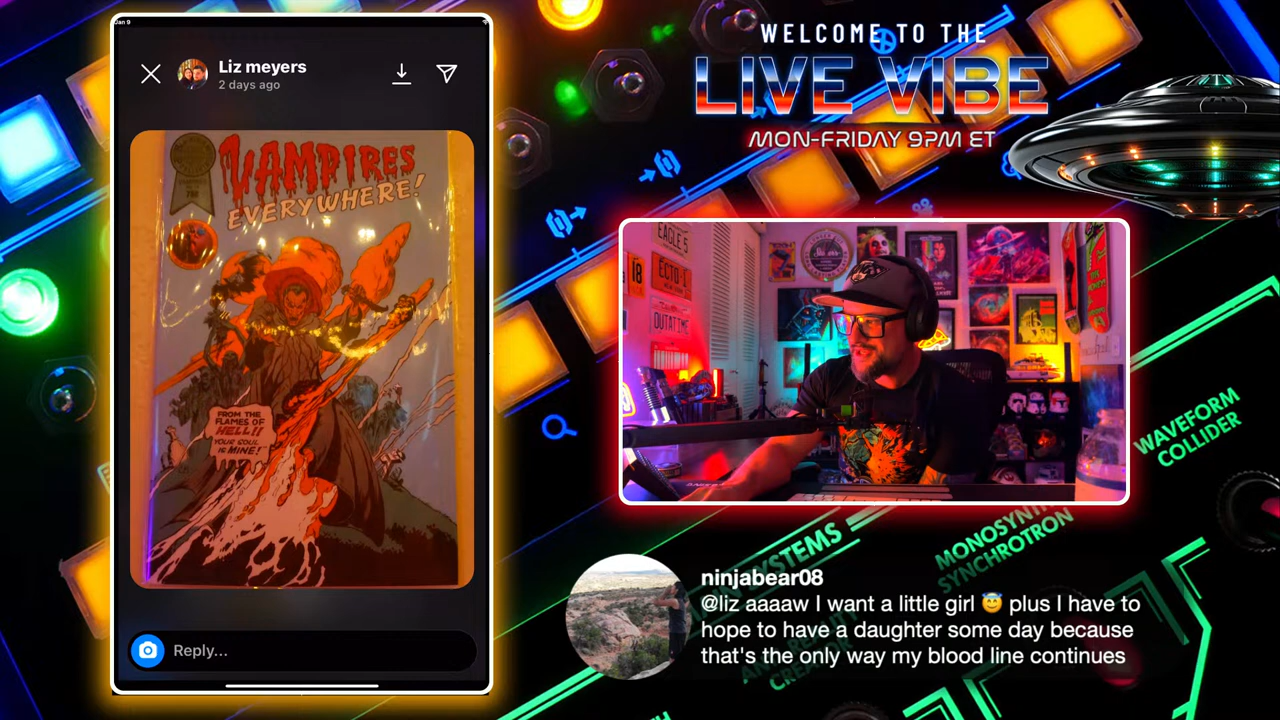 Jan 9
Liz meyers
2 days ago
VAMPIRES
EVERYWHERE!
FROM THE
FLAMES OF
HELL!!
YOUR SOUL
IS MINE!
Reply...
WELCOME TO THE
LIVE VIBE
MON-FRIDAY 9PM ET
EAGLE 5
18
ECTO-1
OUTATIME
WAVEFORM
COLLIDER
SYSTEMS
MONOSYNTH
SYNCHROTRON
ninjabear08
@liz aaaaw I want a little girl 😇 plus I have to
hope to have a daughter some day because
that's the only way my blood line continues